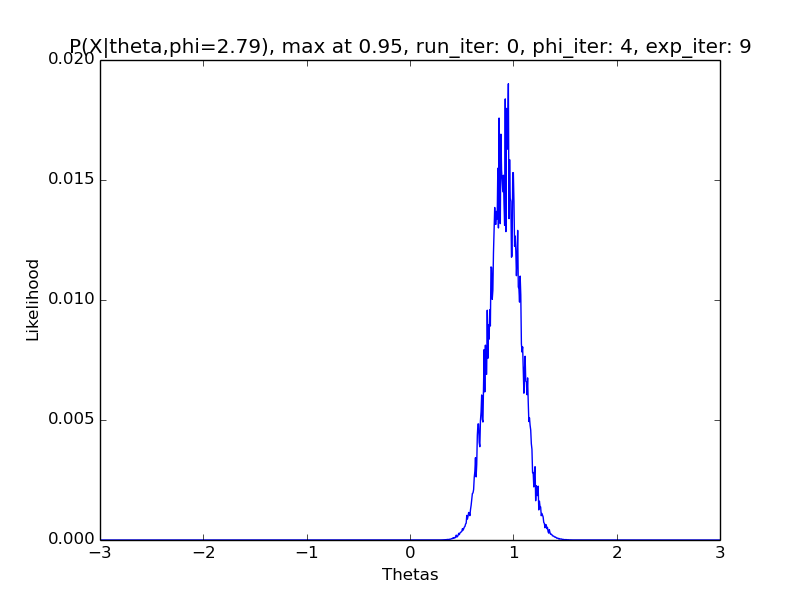 P(X|theta,phi=2.79), max at 0.95, run_iter: 0, phi_iter: 4, exp_iter: 9
0.020
0.015
0.010
0.005
0.000
Likelihood
−3 −2 −1 0 1 2 3
Thetas